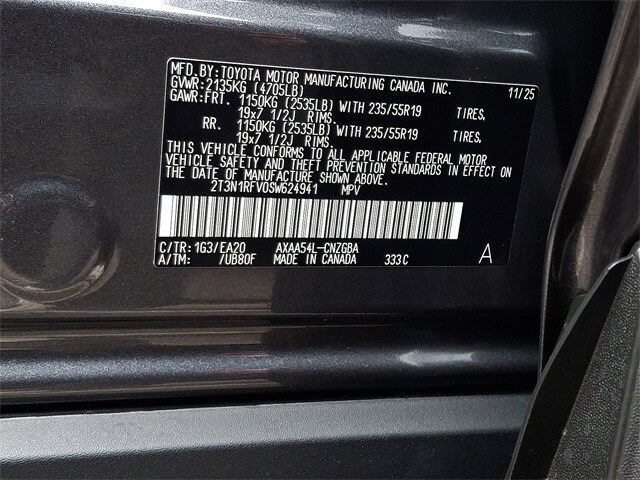 MFD.BY:TOYOTA MOTOR MANUFACTURING CANADA INC. 11/25
GVWR:2135KG (4705LB)
GAWR:FRT. 1150KG (2535LB) WITH 235/55R19 TIRES,
19x7 1/2J RIMS.
RR. 1150KG (2535LB) WITH 235/55R19 TIRES,
19x7 1/2J RIMS.
THIS VEHICLE CONFORMS TO ALL APPLICABLE FEDERAL MOTOR
VEHICLE SAFETY AND THEFT PREVENTION STANDARDS IN EFFECT ON
THE DATE OF MANUFACTURE SHOWN ABOVE.
2T3N1RFV0SW624941 MPV
C/TR:1G3/EA20 AXAA54L-CNZGBA
A/TM: /UB80F MADE IN CANADA 333C A